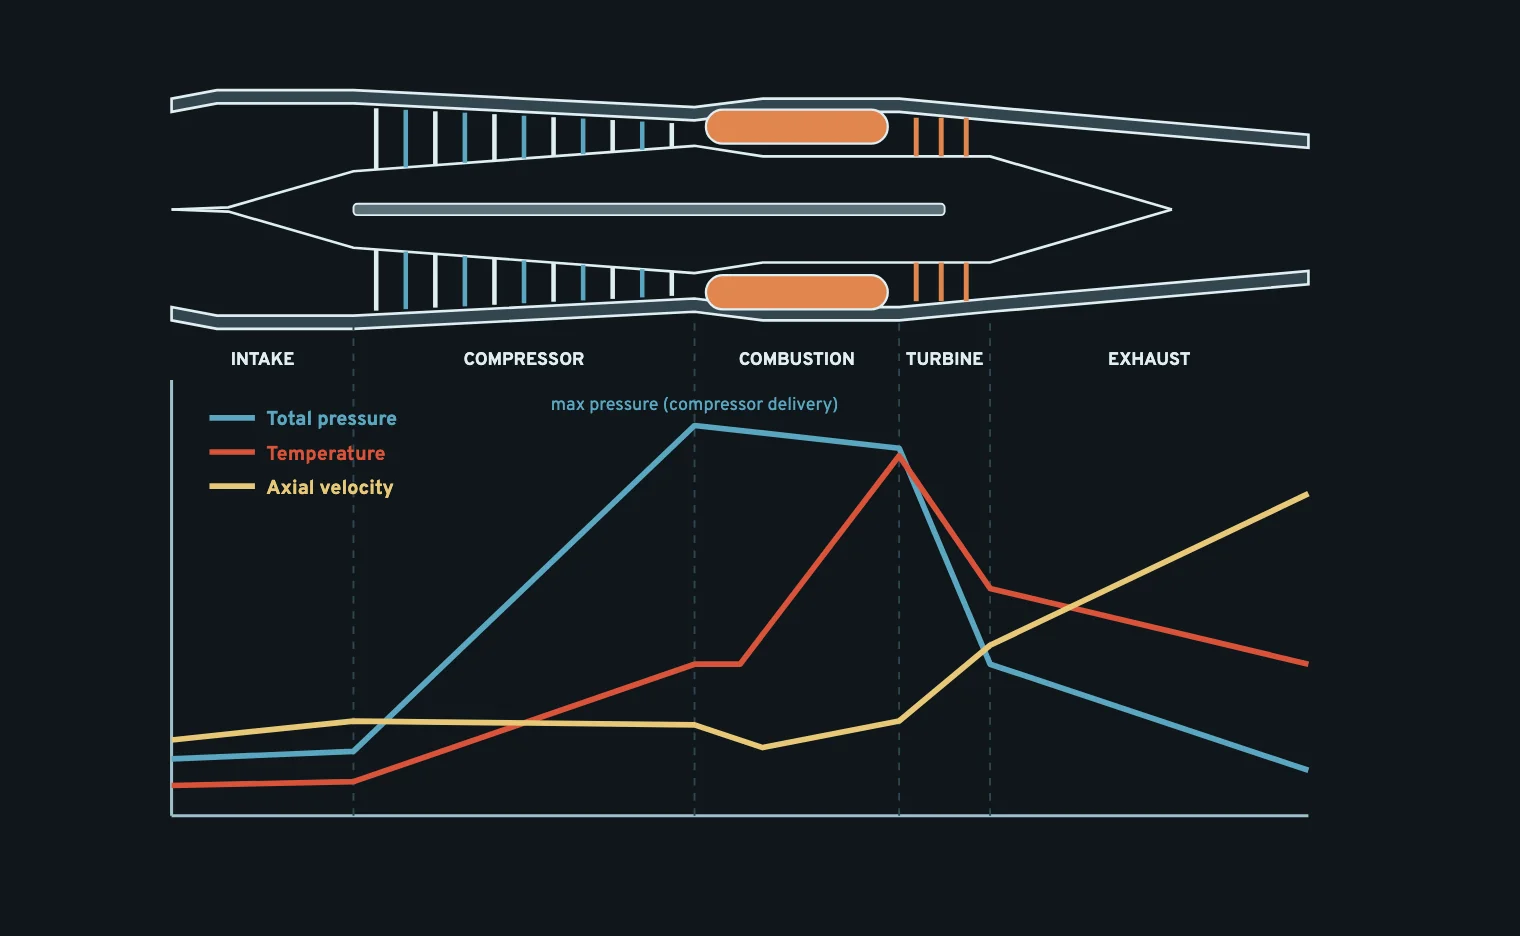 INTAKE
COMPRESSOR
COMBUSTION
TURBINE
EXHAUST
max pressure (compressor delivery)
Total pressure
Temperature
Axial velocity